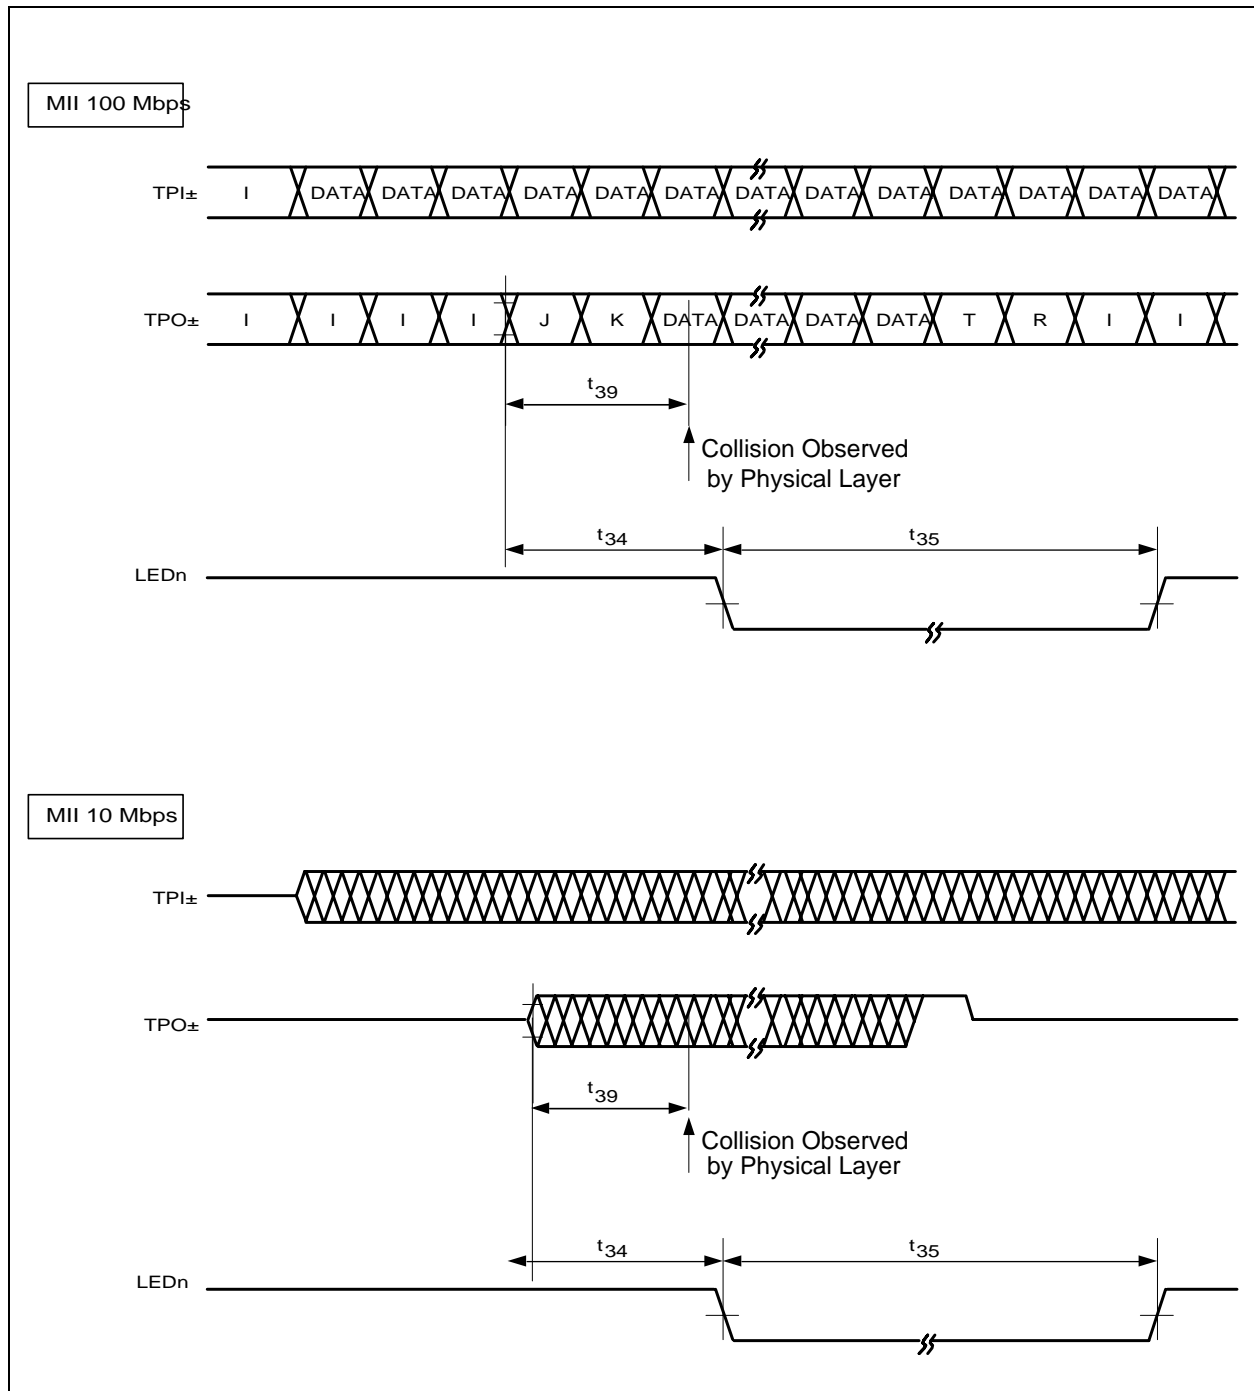 MII 100 Mbps
TPI± I DATA DATA DATA DATA DATA DATA DATA DATA DATA DATA DATA DATA DATA
TPO± I I I I J K DATA DATA DATA DATA T R I I
t39
Collision Observed
by Physical Layer
t34 t35
LEDn
MII 10 Mbps
TPI±
TPO±
t39
Collision Observed
by Physical Layer
t34 t35
LEDn